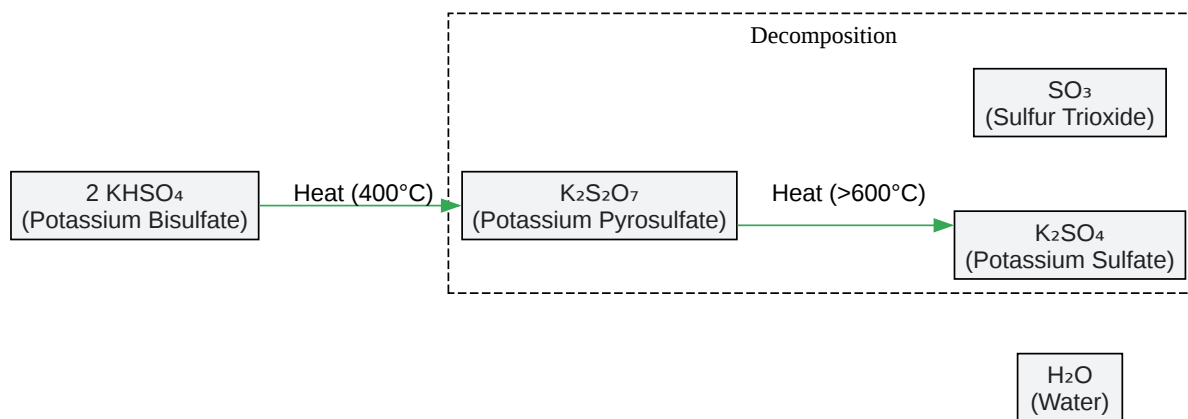 Decomposition
SO₃
(Sulfur Trioxide)
2 KHSO₄
(Potassium Bisulfate)
Heat (400°C)
K₂S₂O₇
(Potassium Pyrosulfate)
Heat (>600°C)
K₂SO₄
(Potassium Sulfate)
H₂O
(Water)